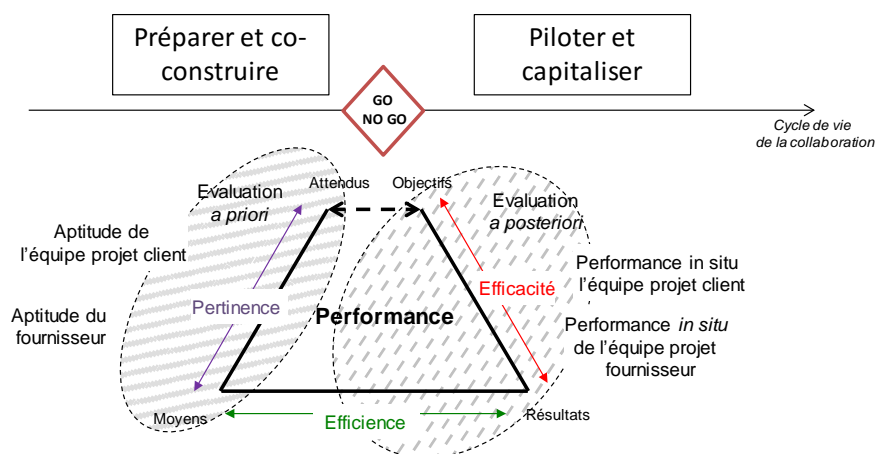 Préparer et co-
construire
Piloter et
capitaliser
GO
NO GO
Cycle de vie
de la collaboration
Evaluation
a priori
Attendus
Objectifs
Evaluation
a posteriori
Aptitude de
l'équipe projet client
Aptitude du
fournisseur
Pertinence
Performance
Efficacité
Performance in situ
l'équipe projet client
Performance in situ
de l'équipe projet
fournisseur
Moyens
Efficience
Résultats